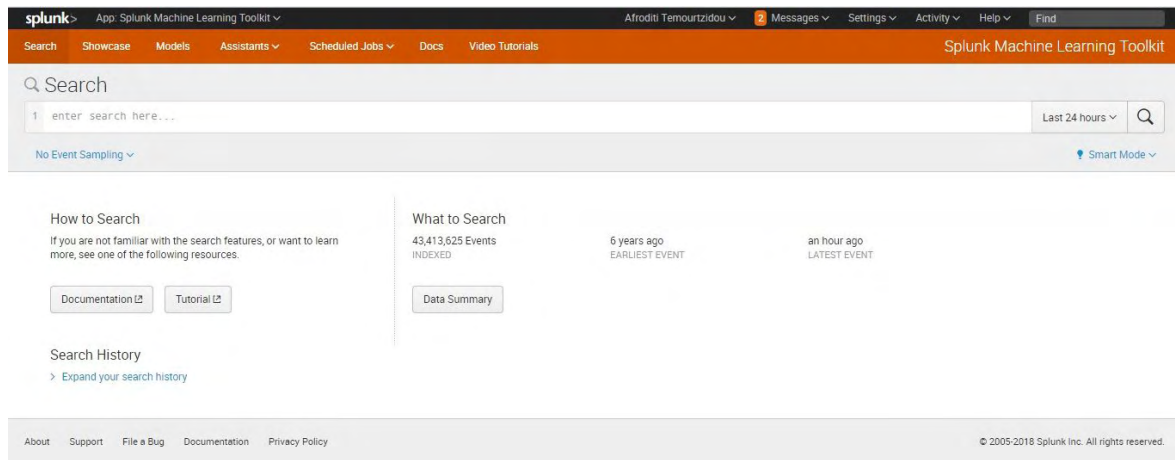 splunk> App: Splunk Machine Learning Toolkit Afroditi Temourtzidou 2 Messages Settings Activity Help Find
Search Showcase Models Assistants Scheduled Jobs Docs Video Tutorials Splunk Machine Learning Toolkit
Search
1 enter search here... Last 24 hours
No Event Sampling Smart Mode
How to Search
If you are not familiar with the search features, or want to learn
more, see one of the following resources.
Documentation Tutorial
What to Search
43,413,625 Events 6 years ago an hour ago
INDEXED EARLIEST EVENT LATEST EVENT
Data Summary
Search History
> Expand your search history
About Support File a Bug Documentation Privacy Policy © 2005-2018 Splunk Inc. All rights reserved.